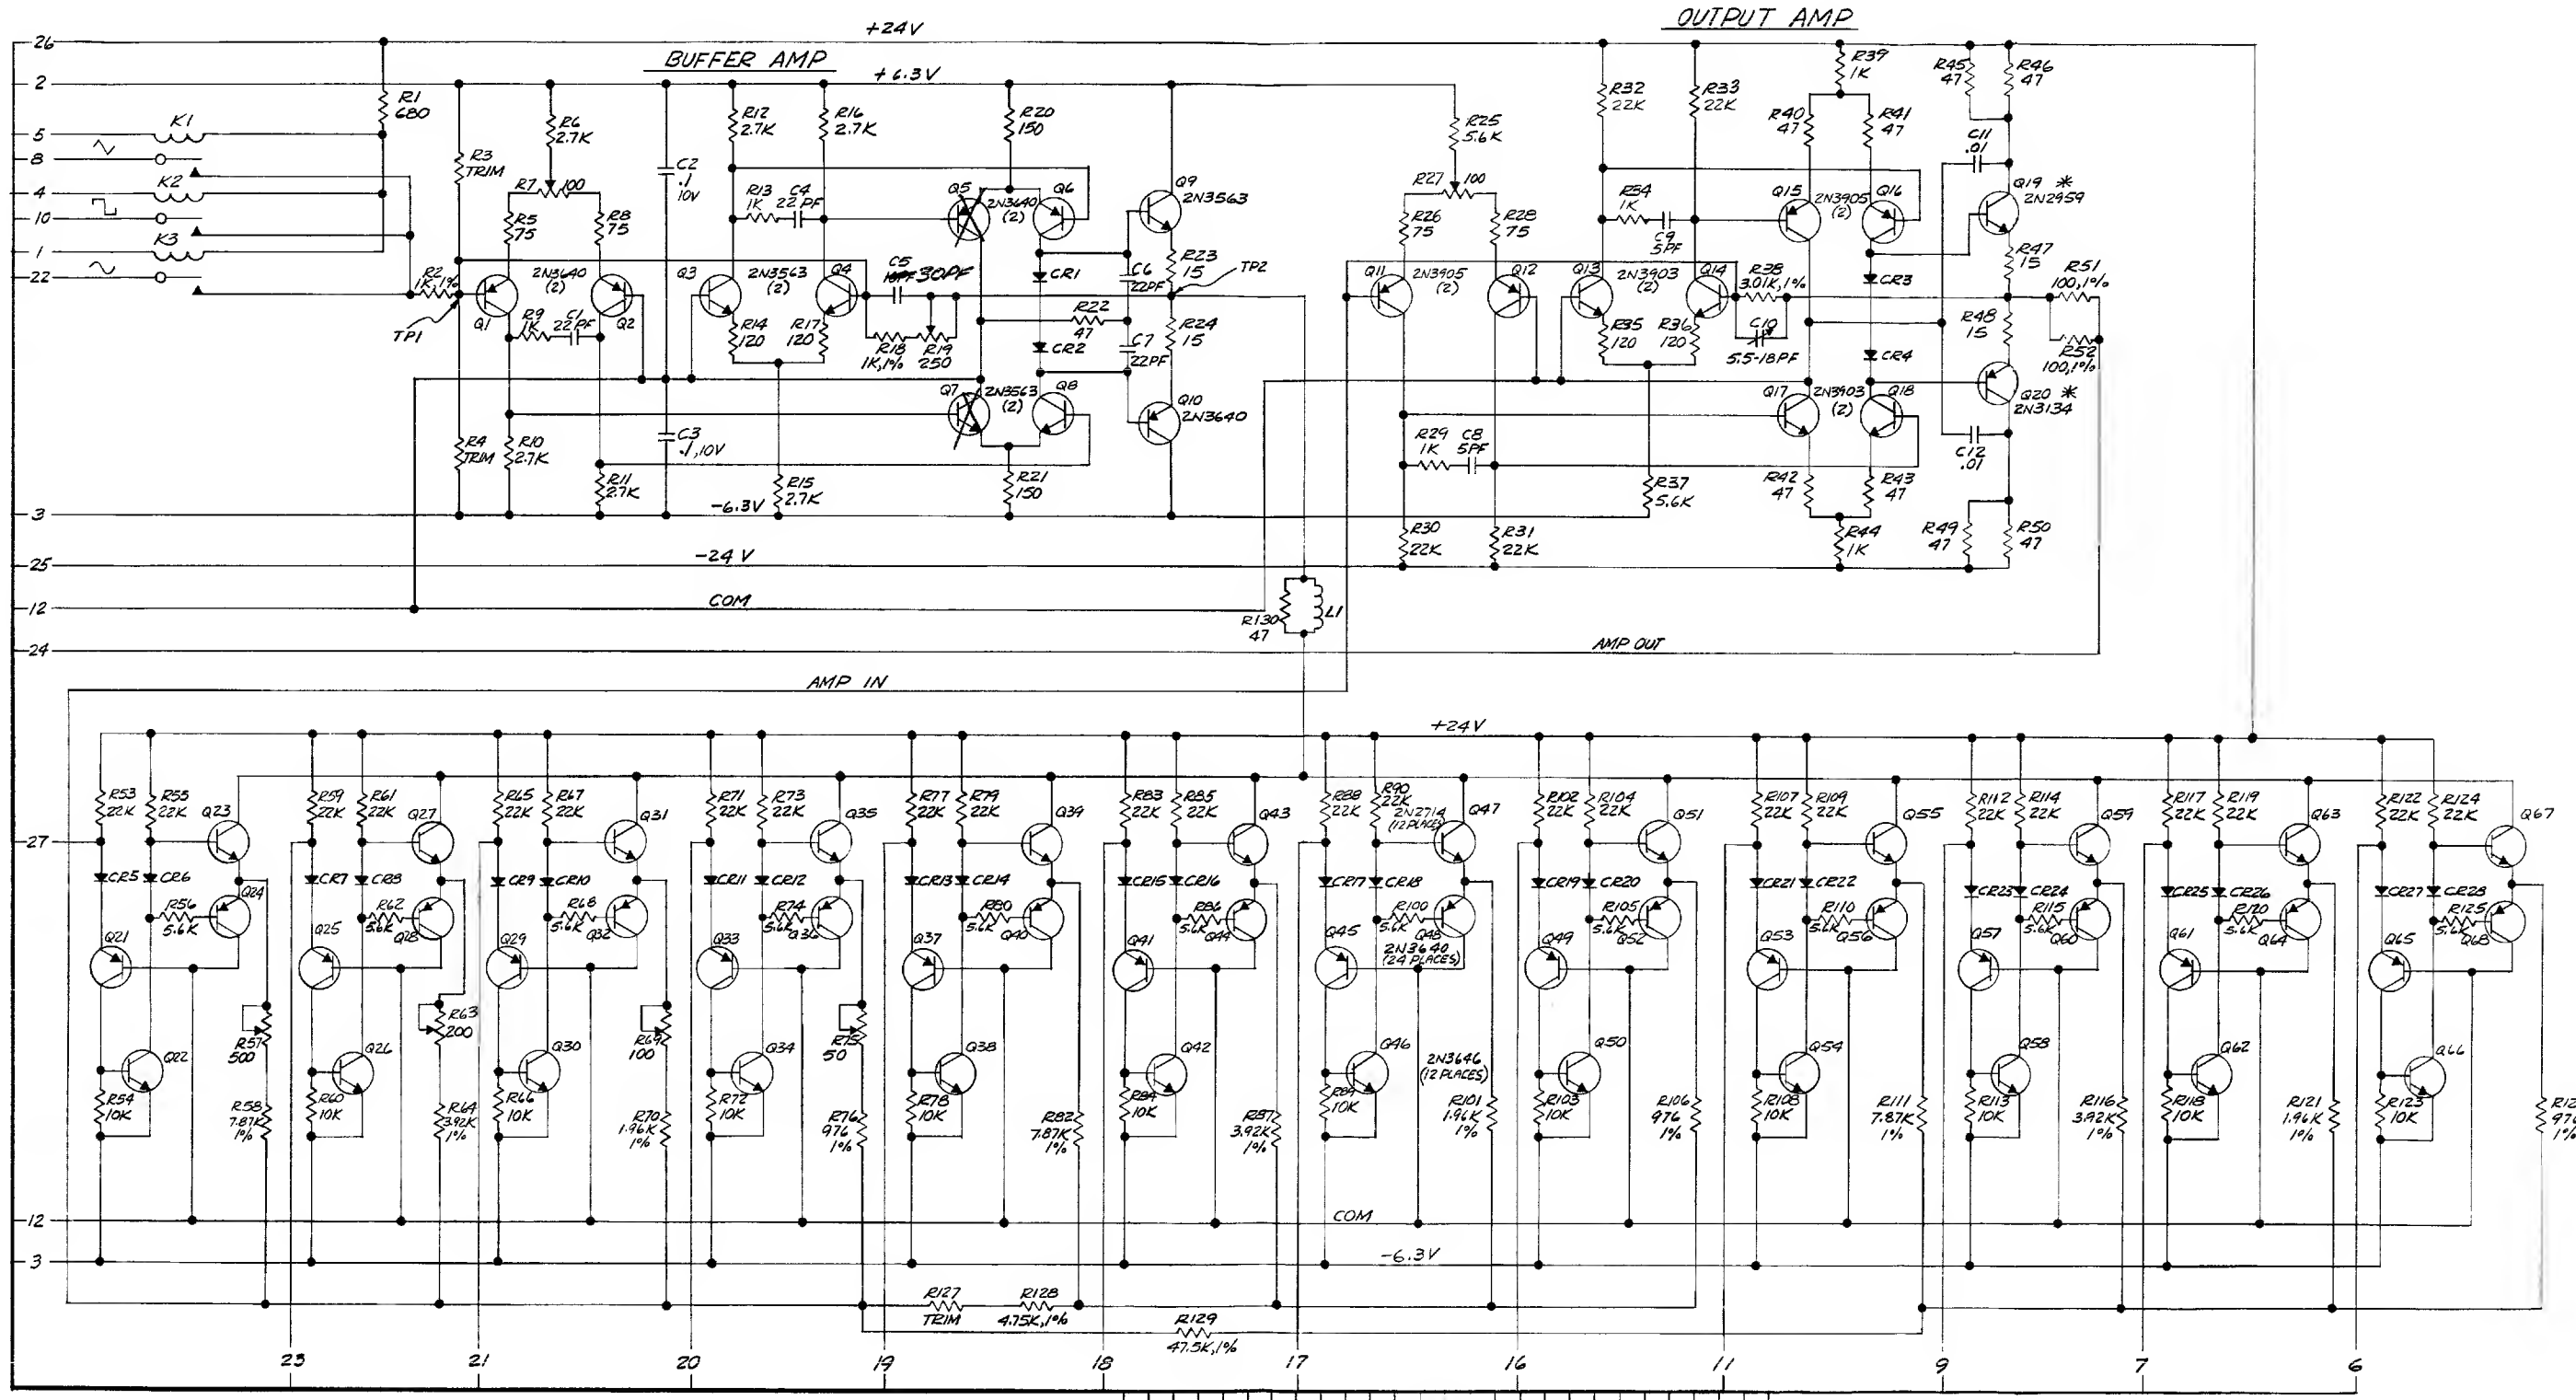 OUTPUT AMP
BUFFER AMP
+24V
+6.3V
26
2
5
8
4
10
1
22
3
25
12
24
K1
K2
K3
R1
680
R3
TRIM
R2
1K,1%
TP1
R4
TRIM
R6
2.7K
R7
100
R5
75
R8
75
2N3640
(2)
Q1
Q2
R9
1K
C1
22PF
R10
2.7K
R11
2.7K
C2
.1
10V
C3
.1,10V
R12
2.7K
R16
2.7K
R13
1K
C4
22PF
Q3
2N3563
(2)
Q4
R14
120
R17
120
R15
2.7K
C5
30PF
R18
1K,1%
R19
250
R20
150
Q5
2N3640
(2)
Q6
CR1
CR2
R22
47
C6
22PF
C7
22PF
Q7
2N3563
(2)
Q8
R21
150
Q9
2N3563
R23
15
TP2
R24
15
Q10
2N3640
-6.3V
-24V
COM
R130
47
L1
AMP OUT
AMP IN
R25
5.6K
R27
100
R26
75
R28
75
Q11
2N3905
(2)
Q12
R29
1K
C8
5PF
R30
22K
R31
22K
R32
22K
R33
22K
R54
1K
C9
5PF
Q13
2N3903
(2)
Q14
R35
120
R36
120
R37
5.6K
R38
3.01K,1%
C10
5.5-18PF
R39
1K
R40
47
R41
47
Q15
2N3905
(2)
Q16
CR3
CR4
Q17
2N3903
(2)
Q18
R42
47
R43
47
R44
1K
R45
47
R46
47
C11
.01
Q19 *
2N2959
R47
15
R51
100,1%
R48
15
R52
100,1%
Q20 *
2N3134
C12
.01
R49
47
R50
47
+24V
27
R53
22K
R55
22K
Q23
CR5
CR6
R56
5.6K
Q24
Q21
Q22
R54
10K
R57
500
R58
7.87K
1%
R59
22K
R61
22K
Q27
CR7
CR8
R62
5.6K
Q28
Q25
Q26
R60
10K
R63
200
R64
3.92K
1%
R65
22K
R67
22K
Q31
CR9
CR10
R68
5.6K
Q32
Q29
Q30
R66
10K
R69
100
R70
1.96K
1%
R71
22K
R73
22K
Q35
CR11
CR12
R74
5.6K
Q36
Q33
Q34
R72
10K
R75
50
R76
976
1%
R77
22K
R79
22K
Q39
CR13
CR14
R80
5.6K
Q40
Q37
Q38
R78
10K
R82
7.87K
1%
R83
22K
R85
22K
Q43
CR15
CR16
R86
5.6K
Q44
Q41
Q42
R84
10K
R87
3.92K
1%
R88
22K
R90
22K
2N2714
(12 PLACES)
Q47
CR17
CR18
R100
5.6K
Q48
2N3640
(24 PLACES)
Q45
Q46
2N3646
(12 PLACES)
R89
10K
R101
1.96K
1%
R102
22K
R104
22K
Q51
CR19
CR20
R105
5.6K
Q52
Q49
Q50
R103
10K
R106
976
1%
R107
22K
R109
22K
Q55
CR21
CR22
R110
5.6K
Q56
Q53
Q54
R108
10K
R111
7.87K
1%
R112
22K
R114
22K
Q59
CR23
CR24
R115
5.6K
Q60
Q57
Q58
R113
10K
R116
3.92K
1%
R117
22K
R119
22K
Q63
CR25
CR26
R120
5.6K
Q64
Q61
Q62
R118
10K
R121
1.96K
1%
R122
22K
R124
22K
Q67
CR27
CR28
R125
5.6K
Q68
Q65
Q66
R123
10K
12
COM
3
-6.3V
R127
TRIM
R128
4.75K,1%
R129
47.5K,1%
23
21
20
19
18
17
16
11
9
7
6